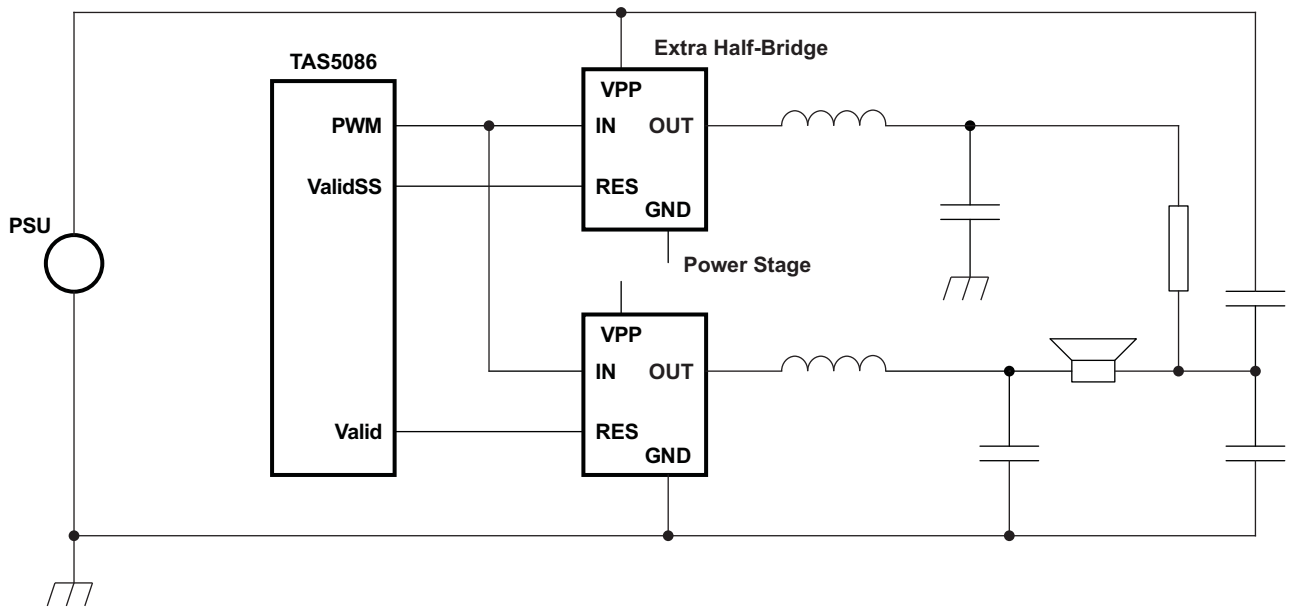 Extra Half-Bridge
TAS5086
VPP
PWM
IN
OUT
ValidSS
RES
GND
PSU
Power Stage
VPP
IN
OUT
Valid
RES
GND